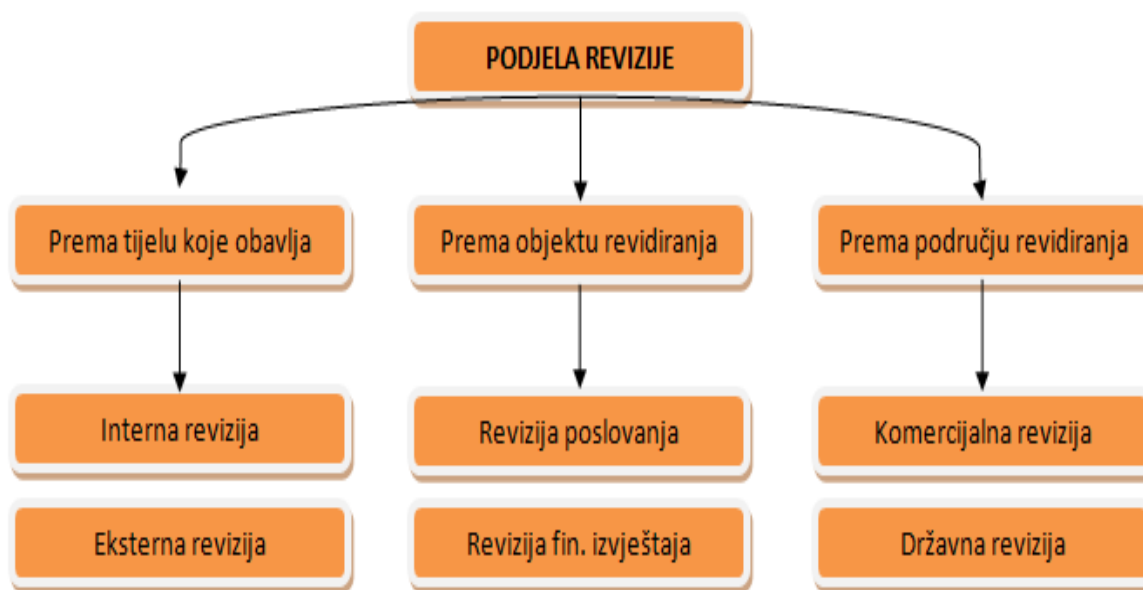 PODJELA REVIZIJE
Prema tijelu koje obavlja
Prema objektu revidiranja
Prema području revidiranja
Interna revizija
Revizija poslovanja
Komercijalna revizija
Eksterna revizija
Revizija fin. izvještaja
Državna revizija